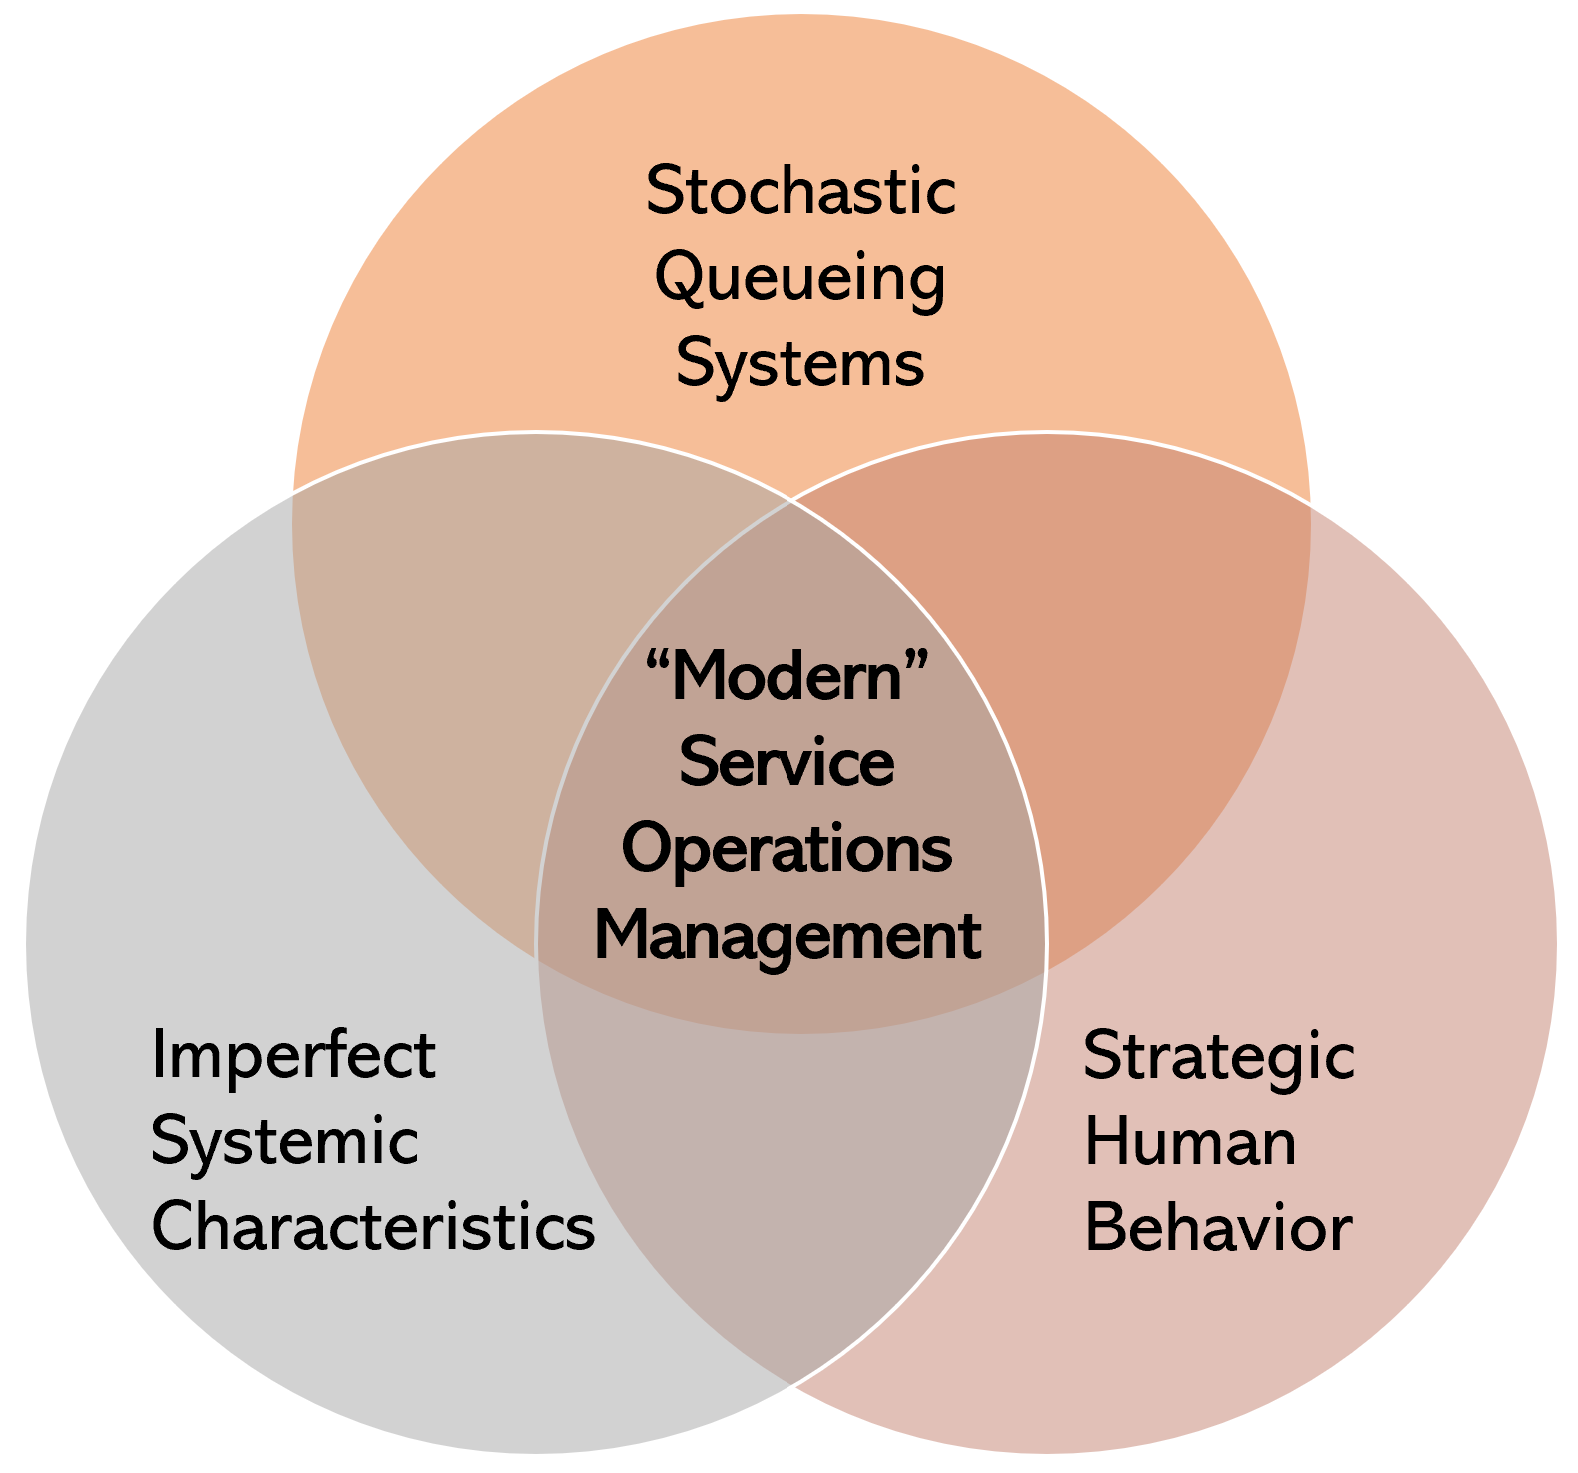 Stochastic
Queueing
Systems
“Modern”
Service
Operations
Management
Imperfect
Systemic
Characteristics
Strategic
Human
Behavior